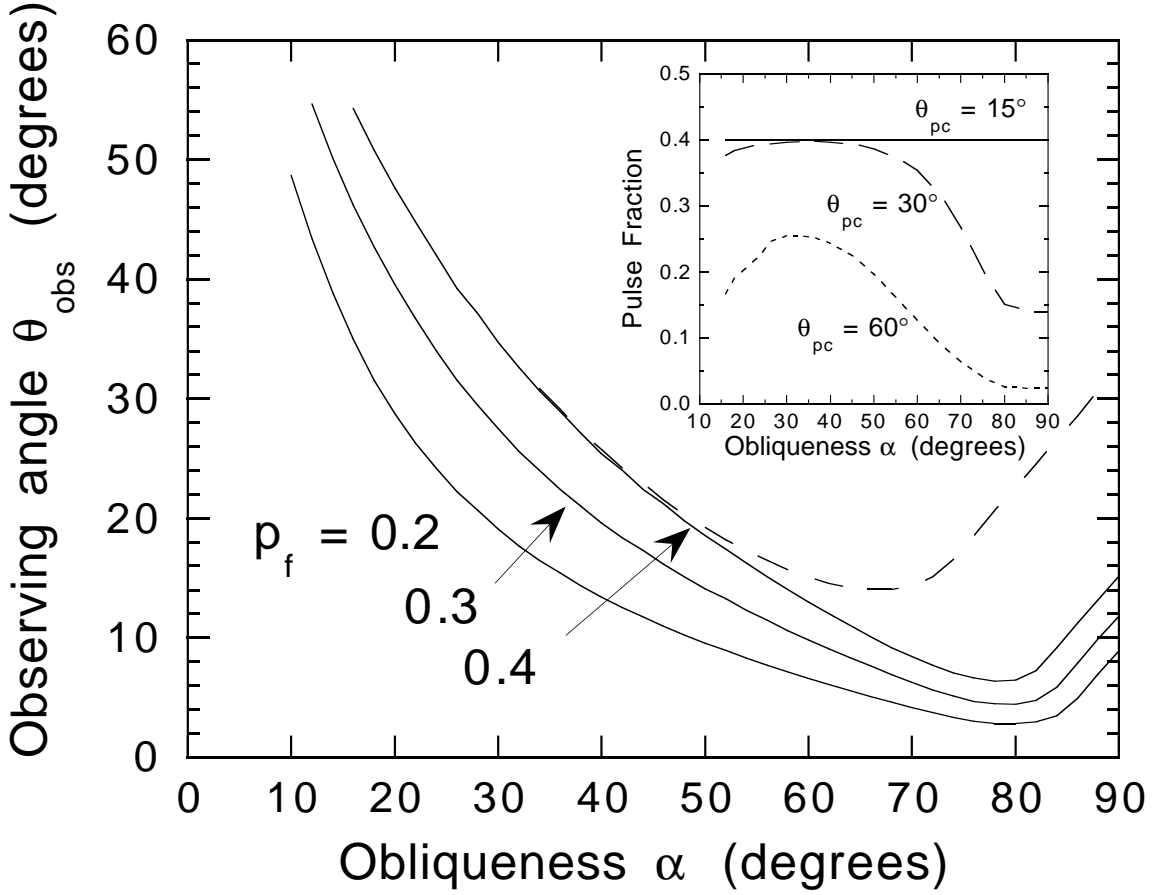 Observing angle θobs (degrees)
60
50
40
30
20
10
0
0 10 20 30 40 50 60 70 80 90
Obliqueness α (degrees)
pf = 0.2
0.3
0.4
Pulse Fraction
0.5
0.4
0.3
0.2
0.1
0.0
10 20 30 40 50 60 70 80 90
Obliqueness α (degrees)
θpc = 15°
θpc = 30°
θpc = 60°